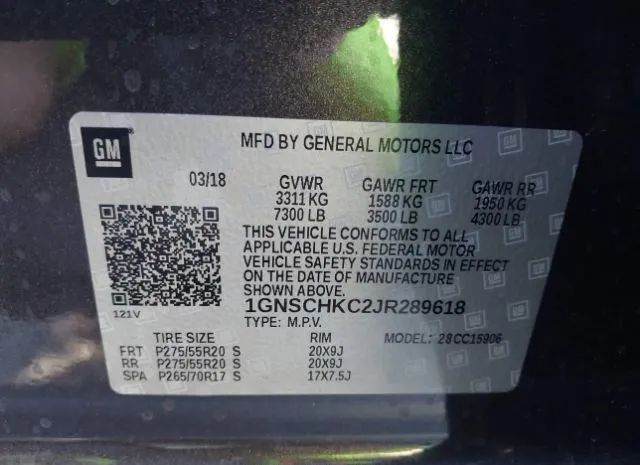 GM
MFD BY GENERAL MOTORS LLC
03/18 GVWR GAWR FRT GAWR RR
3311 KG 1588 KG 1950 KG
7300 LB 3500 LB 4300 LB
THIS VEHICLE CONFORMS TO ALL
APPLICABLE U.S. FEDERAL MOTOR
VEHICLE SAFETY STANDARDS IN EFFECT
ON THE DATE OF MANUFACTURE
SHOWN ABOVE.
121V
1GNSCHKC2JR289618
TYPE: M.P.V.
TIRE SIZE RIM MODEL: 28CC15906
FRT P275/55R20 S 20X9J
RR P275/55R20 S 20X9J
SPA P265/70R17 S 17X7.5J